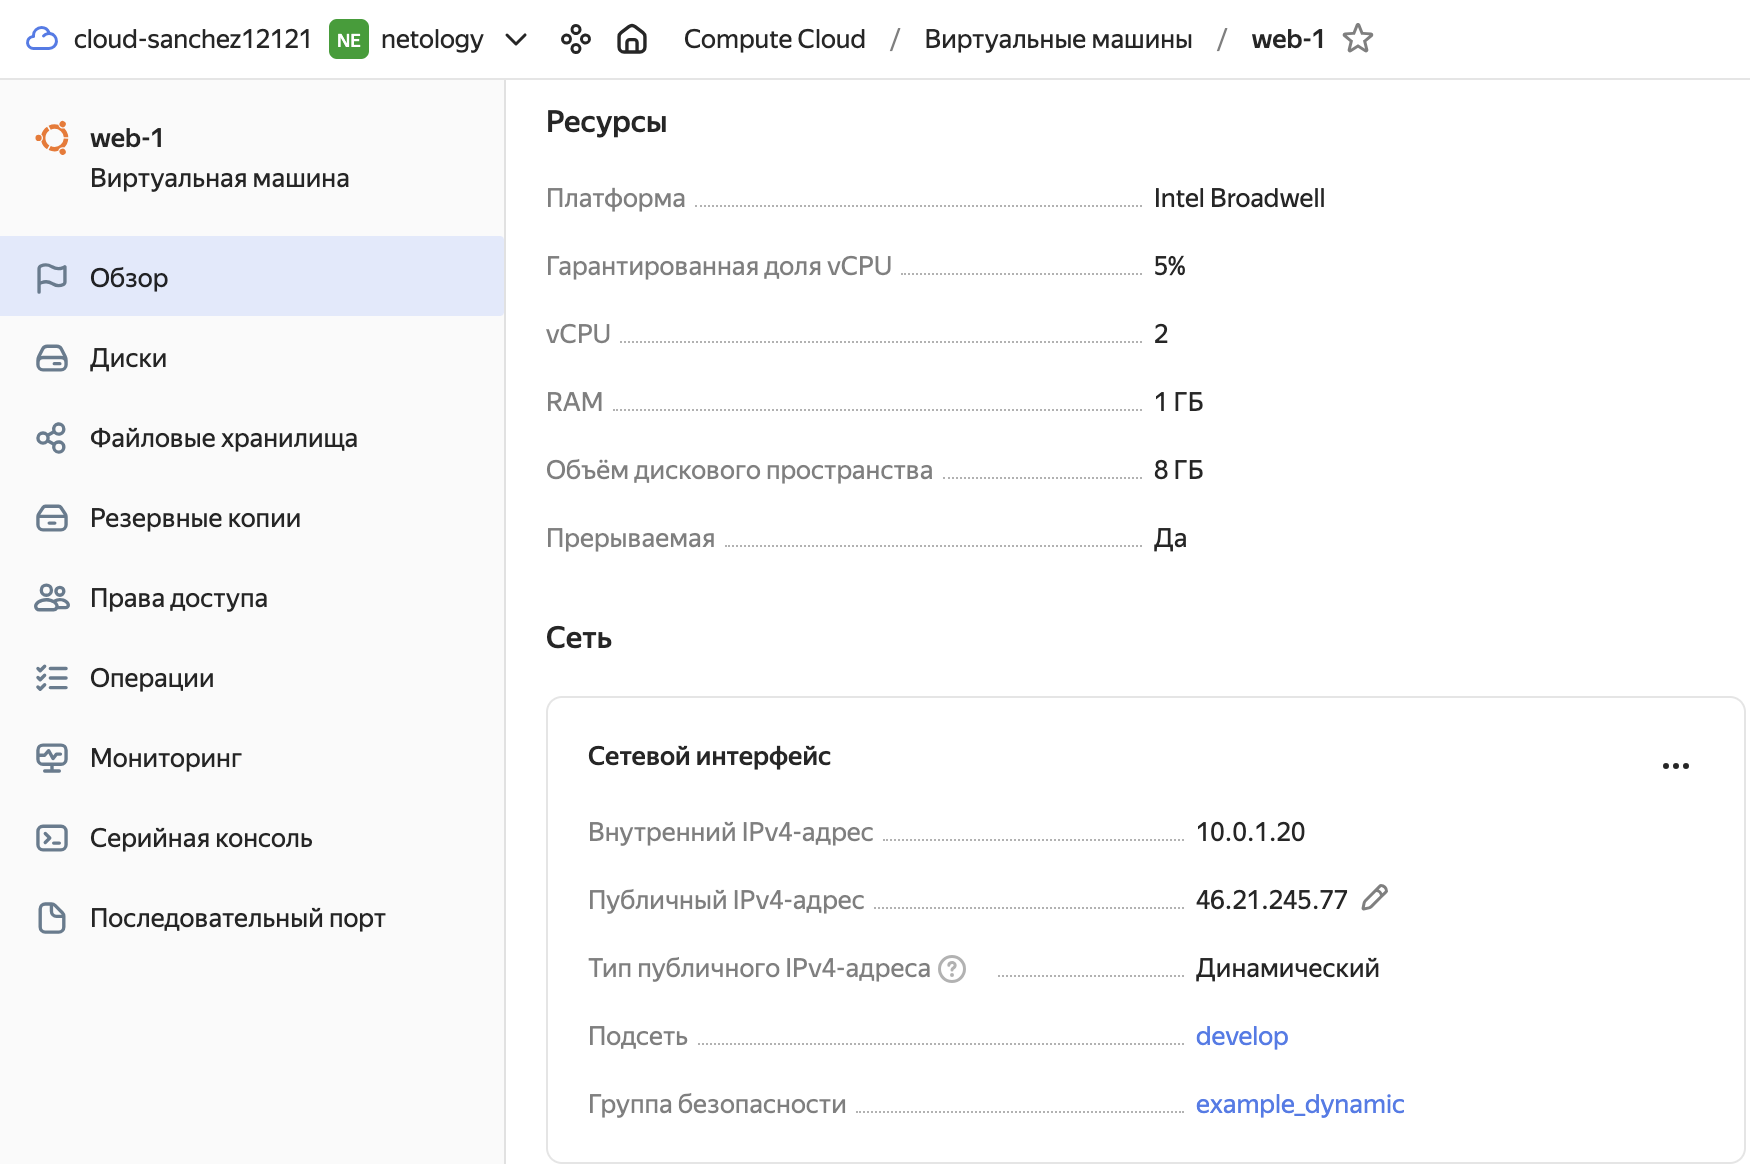 cloud-sanchez12121 NE netology Compute Cloud / Виртуальные машины / web-1
web-1
Виртуальная машина
Обзор
Диски
Файловые хранилища
Резервные копии
Права доступа
Операции
Мониторинг
Серийная консоль
Последовательный порт
Ресурсы
Платформа Intel Broadwell
Гарантированная доля vCPU 5%
vCPU 2
RAM 1 ГБ
Объём дискового пространства 8 ГБ
Прерываемая Да
Сеть
Сетевой интерфейс
Внутренний IPv4-адрес 10.0.1.20
Публичный IPv4-адрес 46.21.245.77
Тип публичного IPv4-адреса ? Динамический
Подсеть develop
Группа безопасности example_dynamic